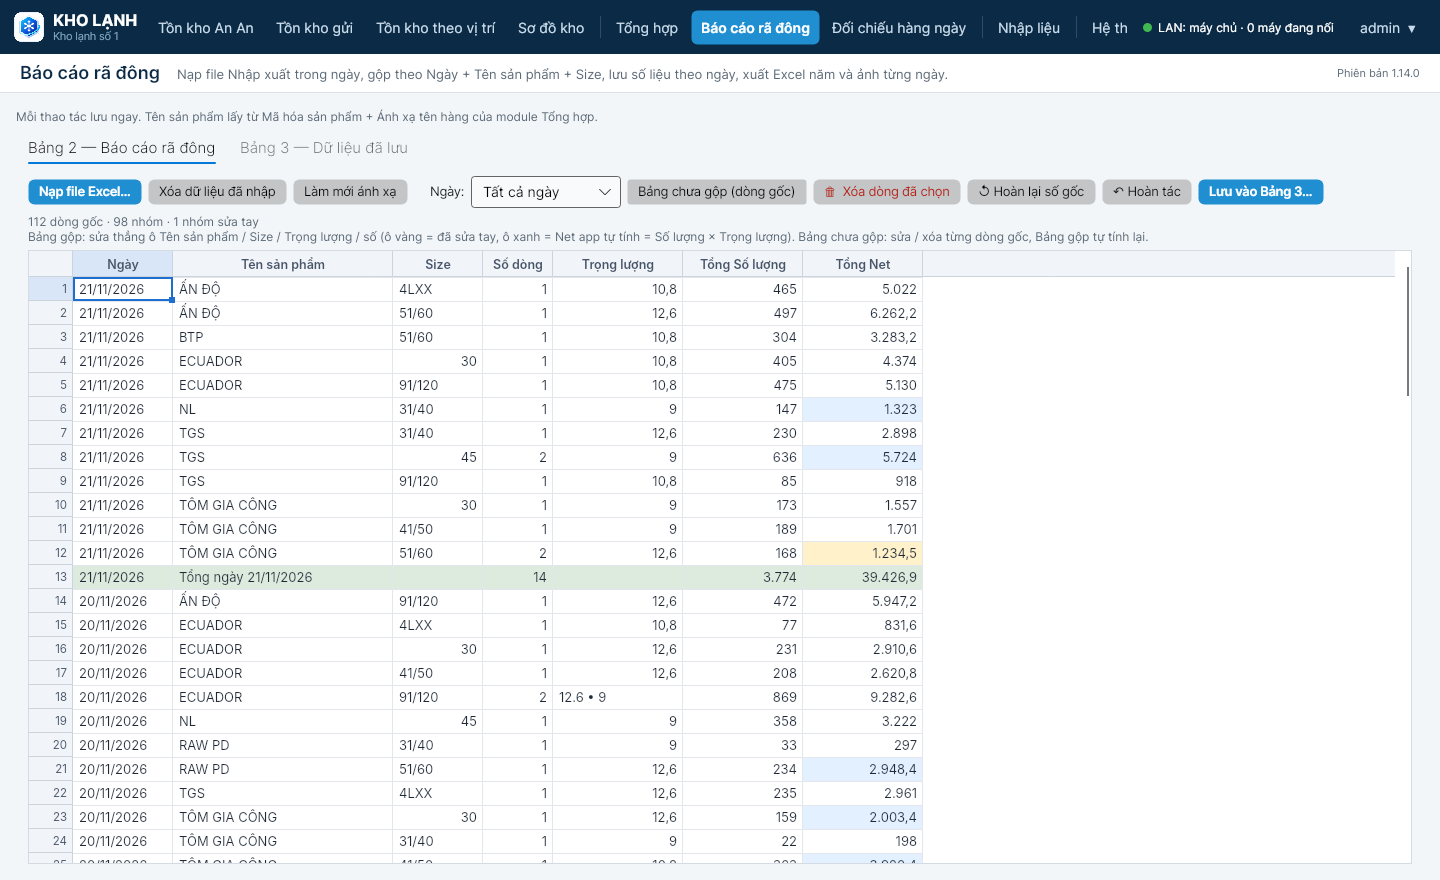 KHO LẠNH
Kho lạnh số 1
Tồn kho An An
Tồn kho gửi
Tồn kho theo vị trí
Sơ đồ kho
Tổng hợp
Báo cáo rã đông
Đối chiếu hàng ngày
Nhập liệu
Hệ th
LAN: máy chủ · 0 máy đang nối
admin ▾
Báo cáo rã đông
Nạp file Nhập xuất trong ngày, gộp theo Ngày + Tên sản phẩm + Size, lưu số liệu theo ngày, xuất Excel năm và ảnh từng ngày.
Phiên bản 1.14.0
Mỗi thao tác lưu ngay. Tên sản phẩm lấy từ Mã hóa sản phẩm + Ánh xạ tên hàng của module Tổng hợp.
Bảng 2 — Báo cáo rã đông
Bảng 3 — Dữ liệu đã lưu
Nạp file Excel...
Xóa dữ liệu đã nhập
Làm mới ánh xạ
Ngày:
Tất cả ngày
Bảng chưa gộp (dòng gốc)
Xóa dòng đã chọn
Hoàn lại số gốc
Hoàn tác
Lưu vào Bảng 3...
112 dòng gốc · 98 nhóm · 1 nhóm sửa tay
Bảng gộp: sửa thẳng ô Tên sản phẩm / Size / Trọng lượng / số (ô vàng = đã sửa tay, ô xanh = Net app tự tính = Số lượng × Trọng lượng). Bảng chưa gộp: sửa / xóa từng dòng gốc, Bảng gộp tự tính lại.
Ngày Tên sản phẩm Size Số dòng Trọng lượng Tổng Số lượng Tổng Net
1 21/11/2026 ẤN ĐỘ 4LXX 1 10,8 465 5.022
2 21/11/2026 ẤN ĐỘ 51/60 1 12,6 497 6.262,2
3 21/11/2026 BTP 51/60 1 10,8 304 3.283,2
4 21/11/2026 ECUADOR 30 1 10,8 405 4.374
5 21/11/2026 ECUADOR 91/120 1 10,8 475 5.130
6 21/11/2026 NL 31/40 1 9 147 1.323
7 21/11/2026 TGS 31/40 1 12,6 230 2.898
8 21/11/2026 TGS 45 2 9 636 5.724
9 21/11/2026 TGS 91/120 1 10,8 85 918
10 21/11/2026 TÔM GIA CÔNG 30 1 9 173 1.557
11 21/11/2026 TÔM GIA CÔNG 41/50 1 9 189 1.701
12 21/11/2026 TÔM GIA CÔNG 51/60 2 12,6 168 1.234,5
13 21/11/2026 Tổng ngày 21/11/2026 14 3.774 39.426,9
14 20/11/2026 ẤN ĐỘ 91/120 1 12,6 472 5.947,2
15 20/11/2026 ECUADOR 4LXX 1 10,8 77 831,6
16 20/11/2026 ECUADOR 30 1 12,6 231 2.910,6
17 20/11/2026 ECUADOR 41/50 1 12,6 208 2.620,8
18 20/11/2026 ECUADOR 91/120 2 12.6 • 9 869 9.282,6
19 20/11/2026 NL 45 1 9 358 3.222
20 20/11/2026 RAW PD 31/40 1 9 33 297
21 20/11/2026 RAW PD 51/60 1 12,6 234 2.948,4
22 20/11/2026 TGS 4LXX 1 12,6 235 2.961
23 20/11/2026 TÔM GIA CÔNG 30 1 12,6 159 2.003,4
24 20/11/2026 TÔM GIA CÔNG 31/40 1 9 22 198